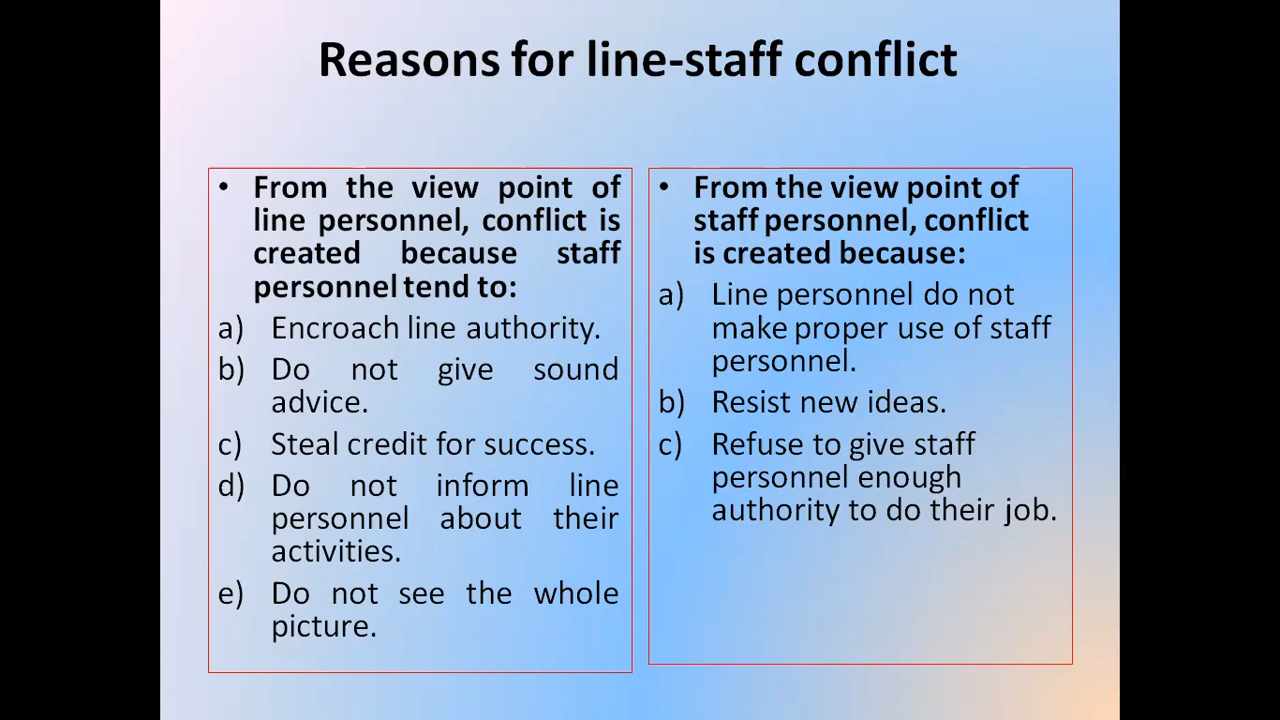 Reasons for line-staff conflict
• From the view point of
line personnel, conflict is
created because staff
personnel tend to:
a) Encroach line authority.
b) Do not give sound
advice.
c) Steal credit for success.
d) Do not inform line
personnel about their
activities.
e) Do not see the whole
picture.
• From the view point of
staff personnel, conflict
is created because:
a) Line personnel do not
make proper use of staff
personnel.
b) Resist new ideas.
c) Refuse to give staff
personnel enough
authority to do their job.